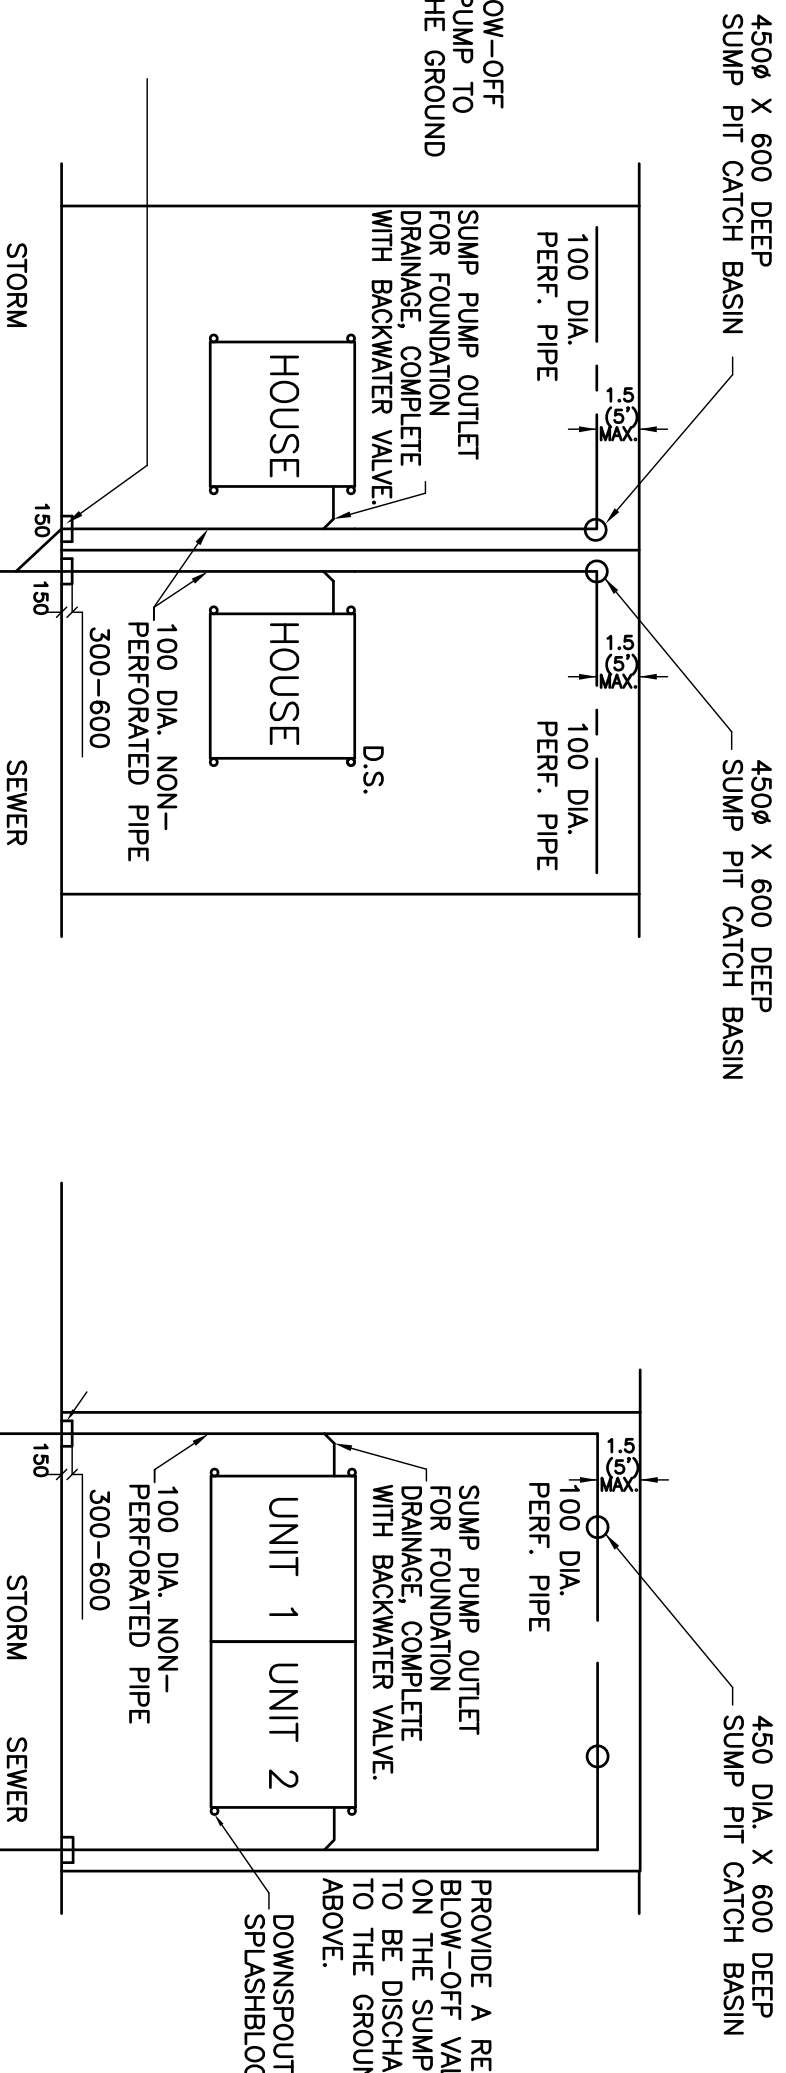 450ø X 600 DEEP
SUMP PIT CATCH BASIN
450ø X 600 DEEP
SUMP PIT CATCH BASIN
450 DIA. X 600 DEEP
SUMP PIT CATCH BASIN
OW-OFF
PUMP TO
HE GROUND
1.5
(5')
MAX.
100 DIA.
PERF. PIPE
SUMP PUMP OUTLET
FOR FOUNDATION
DRAINAGE, COMPLETE
WITH BACKWATER VALVE.
HOUSE
150
STORM
1.5
(5')
MAX.
100 DIA.
PERF. PIPE
D.S.
HOUSE
100 DIA. NON-
PERFORATED PIPE
300-600
150
SEWER
1.5
(5')
MAX.
100 DIA.
PERF. PIPE
SUMP PUMP OUTLET
FOR FOUNDATION
DRAINAGE, COMPLETE
WITH BACKWATER VALVE.
UNIT 1
UNIT 2
100 DIA. NON-
PERFORATED PIPE
300-600
150
STORM
SEWER
PROVIDE A RE
BLOW-OFF VAL
ON THE SUMP
TO BE DISCHA
TO THE GROUN
ABOVE.
DOWNSPOUT
SPLASHBLOC